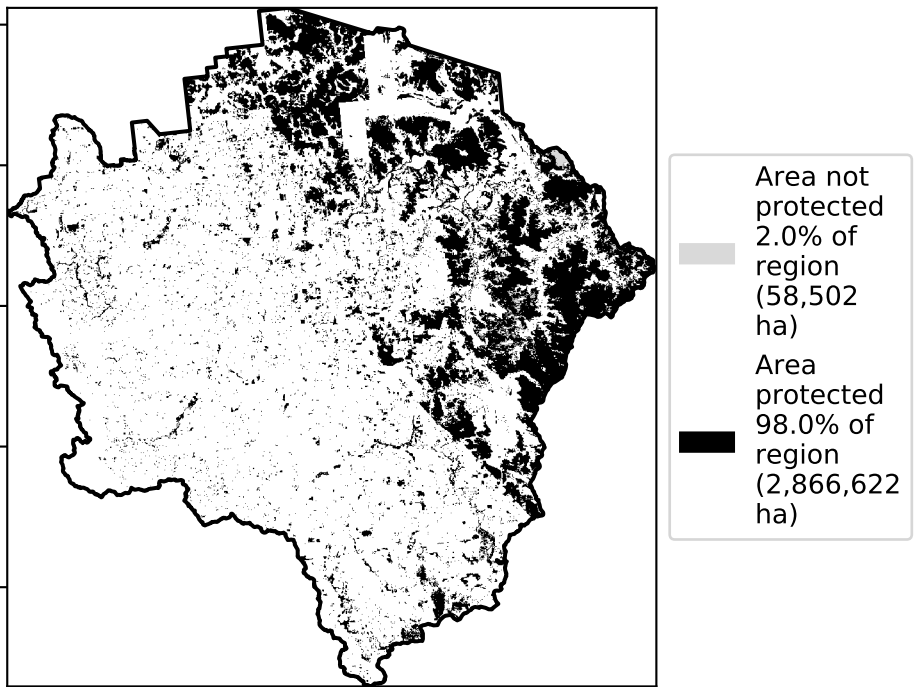 Area not
protected
2.0% of
region
(58,502
ha)
Area
protected
98.0% of
region
(2,866,622
ha)